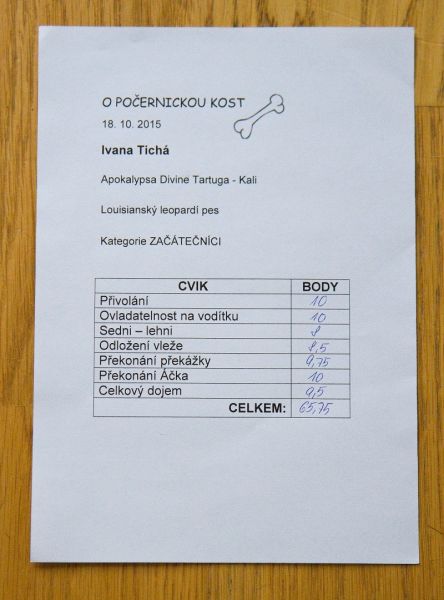 O POČERNICKOU KOST
18. 10. 2015
Ivana Tichá
Apokalypsa Divine Tartuga - Kali
Louisianský leopardí pes
Kategorie ZAČÁTEČNÍCI
CVIK BODY
Přivolání 10
Ovladatelnost na vodítku 10
Sedni – lehni 8
Odložení vleže 8,5
Překonání překážky 9,75
Překonání Áčka 10
Celkový dojem 9,5
CELKEM: 65,75